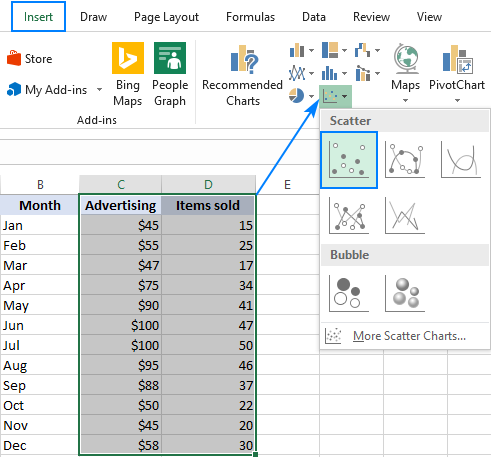 Insert Draw Page Layout Formulas Data Review View
Store
My Add-ins
Bing Maps
People Graph
Recommended Charts
Maps
PivotChart
Add-ins
Scatter
Bubble
More Scatter Charts...
B C D E
Month Advertising Items sold
Jan $45 15
Feb $55 25
Mar $47 17
Apr $75 34
May $90 41
Jun $100 47
Jul $100 50
Aug $95 46
Sep $88 37
Oct $50 22
Nov $45 20
Dec $58 30